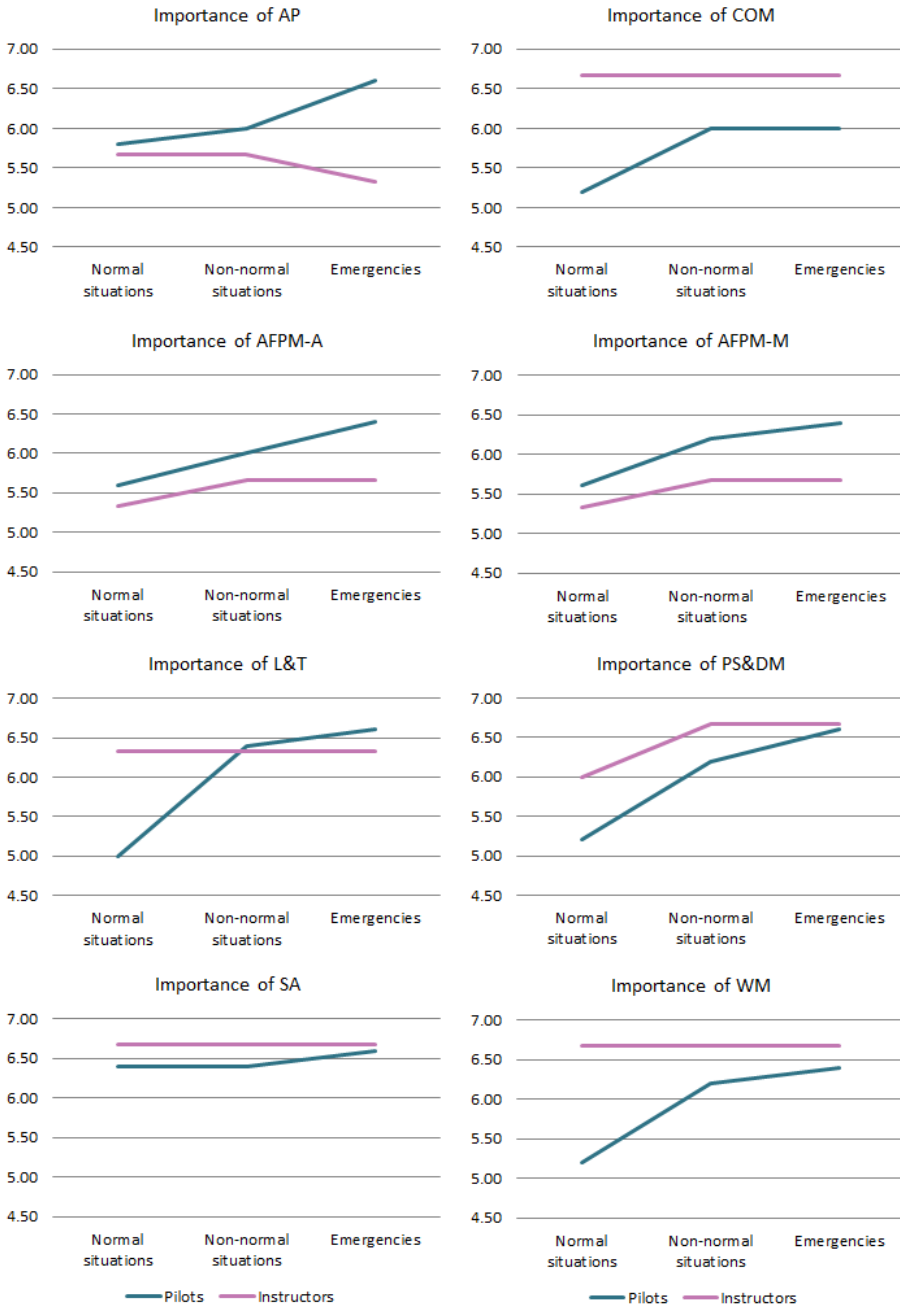 Importance of AP
7.00
6.50
6.00
5.50
5.00
4.50
Normal situations
Non-normal situations
Emergencies
Importance of COM
7.00
6.50
6.00
5.50
5.00
4.50
Normal situations
Non-normal situations
Emergencies
Importance of AFPM-A
7.00
6.50
6.00
5.50
5.00
4.50
Normal situations
Non-normal situations
Emergencies
Importance of AFPM-M
7.00
6.50
6.00
5.50
5.00
4.50
Normal situations
Non-normal situations
Emergencies
Importance of L&T
7.00
6.50
6.00
5.50
5.00
4.50
Normal situations
Non-normal situations
Emergencies
Importance of PS&DM
7.00
6.50
6.00
5.50
5.00
4.50
Normal situations
Non-normal situations
Emergencies
Importance of SA
7.00
6.50
6.00
5.50
5.00
4.50
Normal situations
Non-normal situations
Emergencies
Pilots
Instructors
Importance of WM
7.00
6.50
6.00
5.50
5.00
4.50
Normal situations
Non-normal situations
Emergencies
Pilots
Instructors